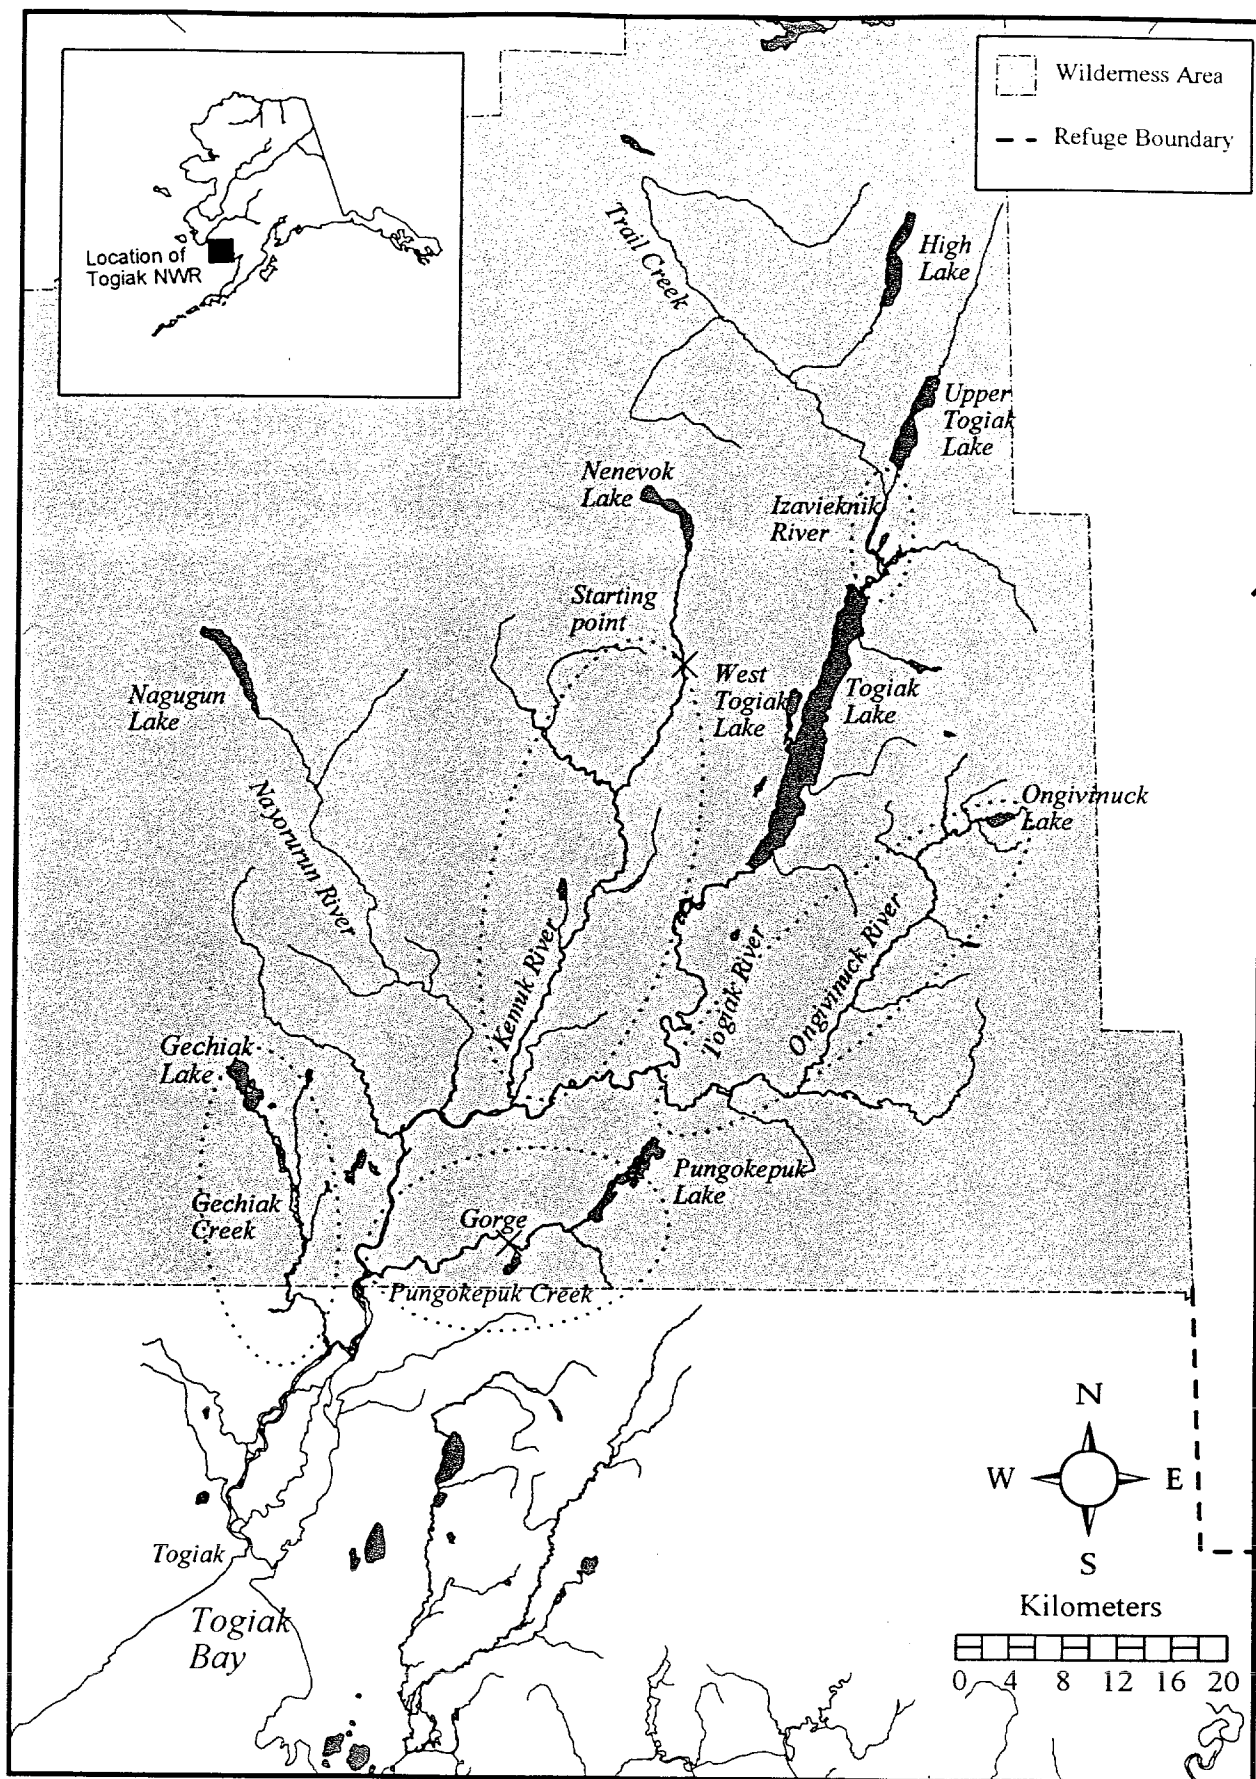 Wilderness Area
Refuge Boundary
Location of
Togiak NWR
Trail Creek
High
Lake
Upper
Togiak
Lake
Nenevok
Lake
Izavieknik
River
Starting
point
Nagugun
Lake
West
Togiak
Lake
Togiak
Lake
Ongivinuck
Lake
Nayorurun River
Kemuk River
Togiak River
Ongivinuck River
Gechiak
Lake
Pungokepuk
Lake
Gechiak
Creek
Gorge
Pungokepuk Creek
N
W
E
S
Togiak
Togiak
Bay
Kilometers
0 4 8 12 16 20